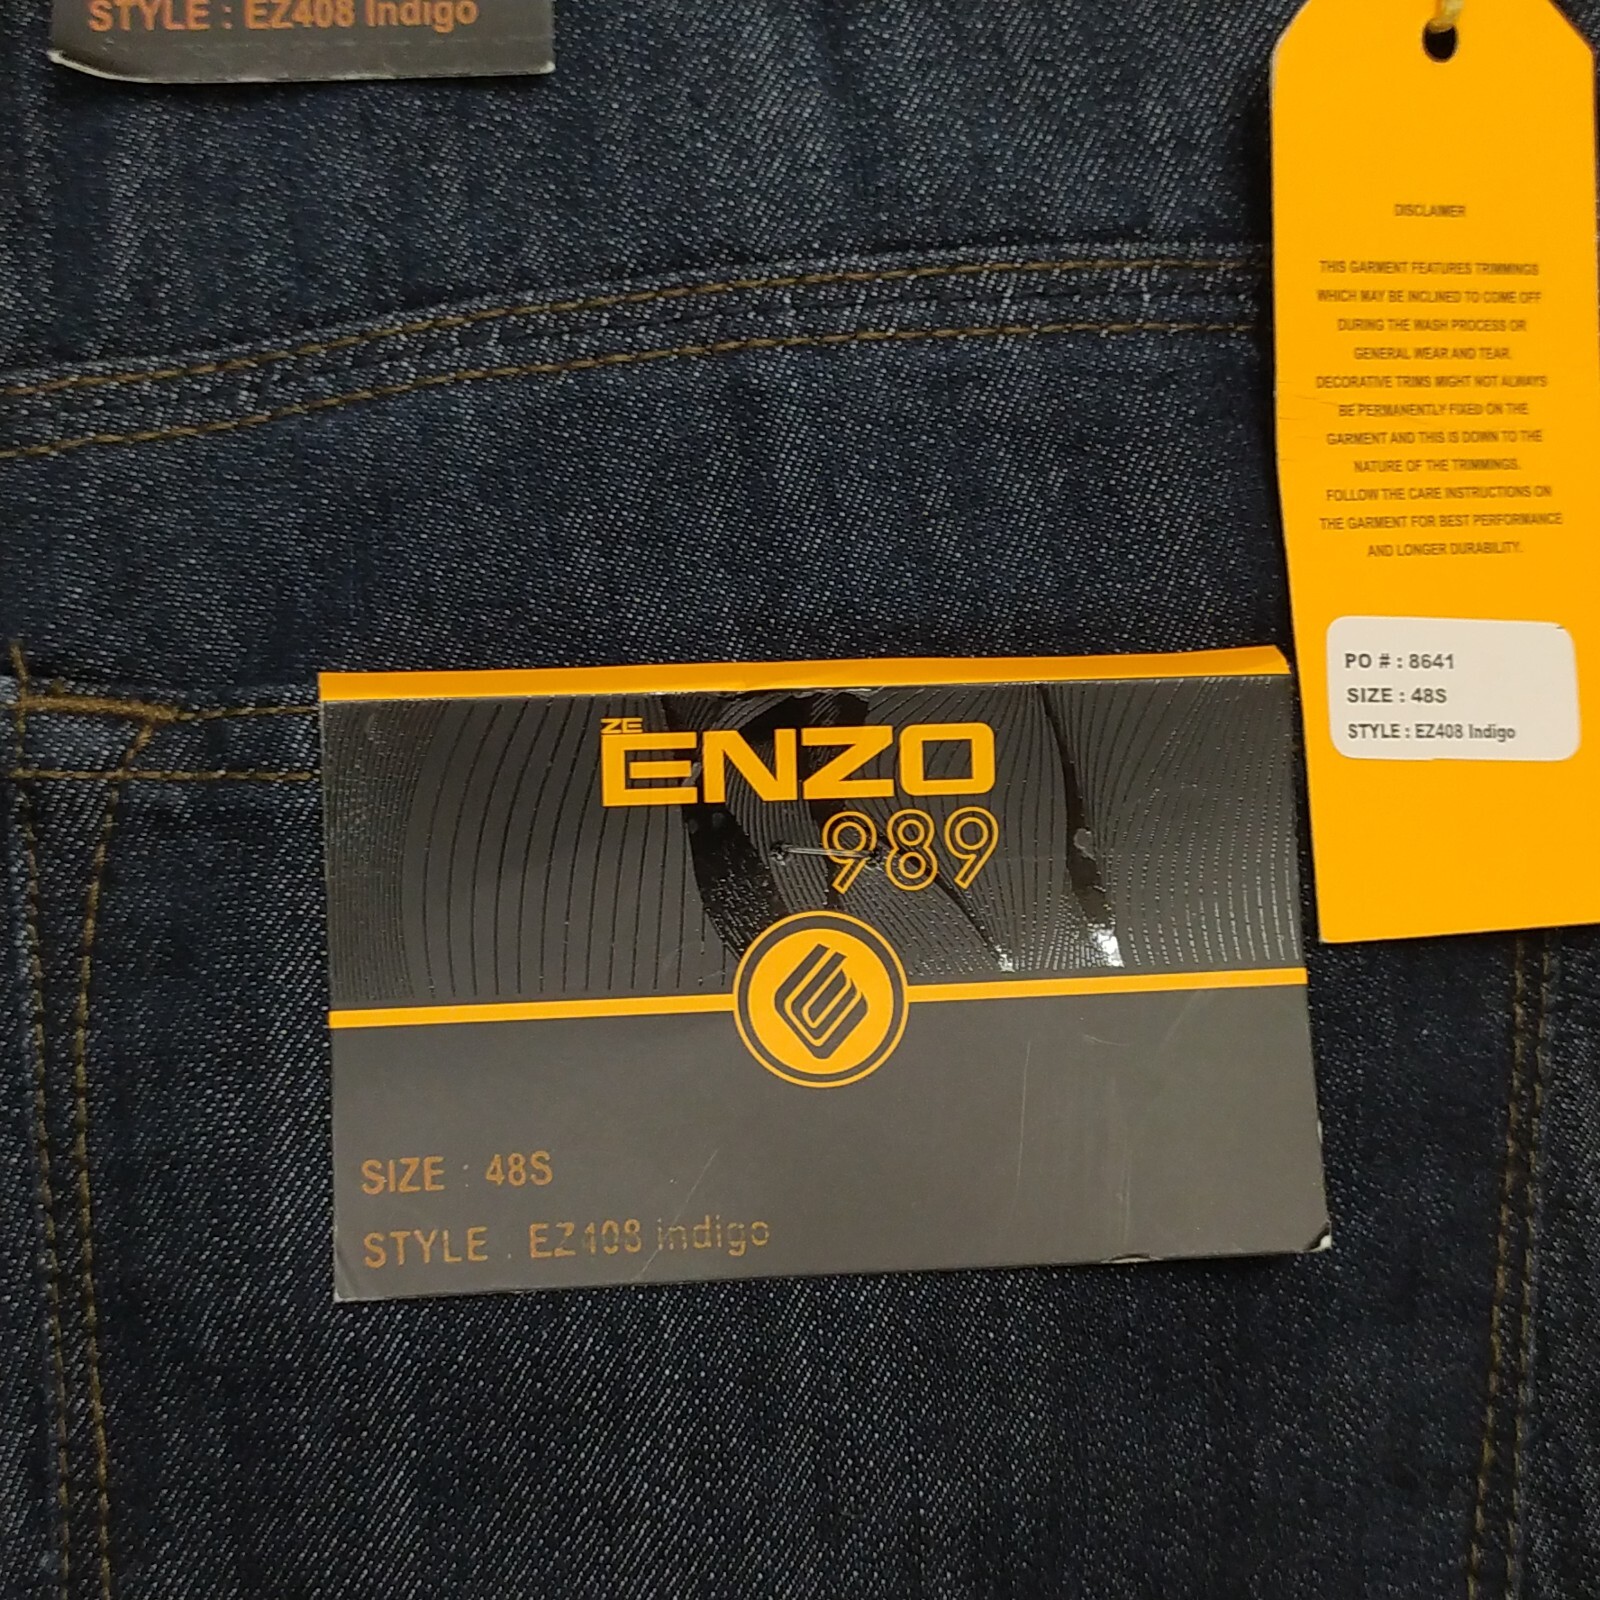 STYLE : EZ408 Indigo
DISCLAIMER
THIS GARMENT FEATURES TRIMMINGS
WHICH MAY BE INCLINED TO COME OFF
DURING THE WASH PROCESS OR
GENERAL WEAR AND TEAR.
DECORATIVE TRIMS MIGHT NOT ALWAYS
BE PERMANENTLY FIXED ON THE
GARMENT AND THIS IS DOWN TO THE
NATURE OF THE TRIMMINGS.
FOLLOW THE CARE INSTRUCTIONS ON
THE GARMENT FOR BEST PERFORMANCE
AND LONGER DURABILITY.
PO # : 8641
SIZE : 48S
STYLE : EZ408 Indigo
ZE
ENZO
989
SIZE : 48S
STYLE : EZ408 indigo